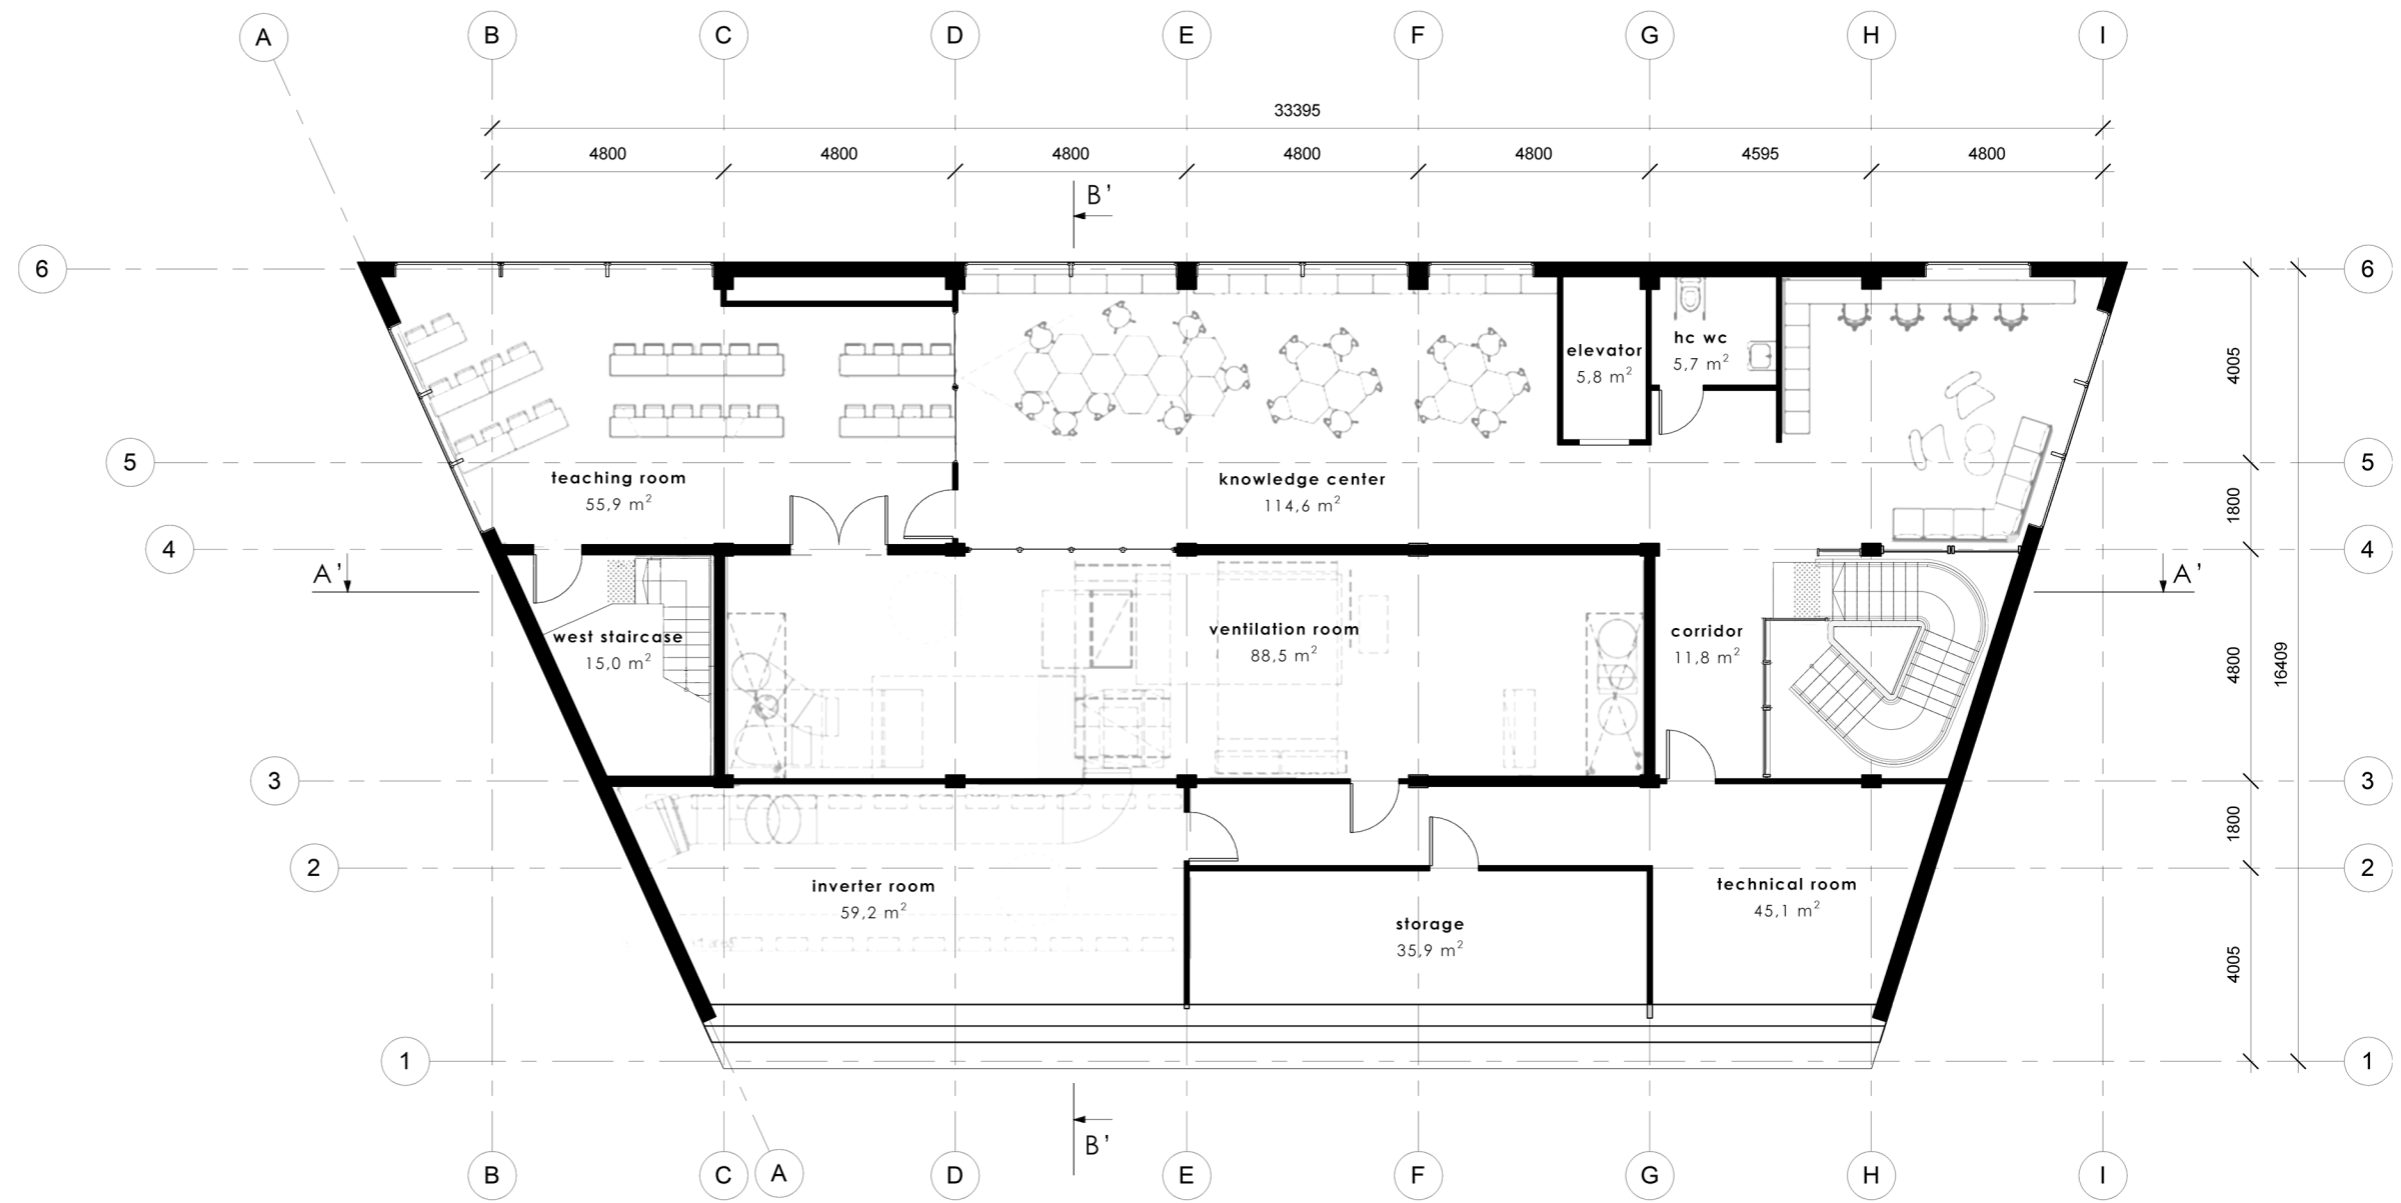 A B C D E F G H I
33395
4800 4800 4800 4800 4800 4595 4800
B'
6 6
elevator
5,8 m²
hc wc
5,7 m²
4005
5 5
teaching room
55,9 m²
knowledge center
114,6 m²
1800
4 4
A' A'
west staircase
15,0 m²
ventilation room
88,5 m²
corridor
11,8 m²
4800
16409
3 3
1800
2 2
inverter room
59,2 m²
technical room
45,1 m²
storage
35,9 m²
4005
1 1
B'
B C A D E F G H I